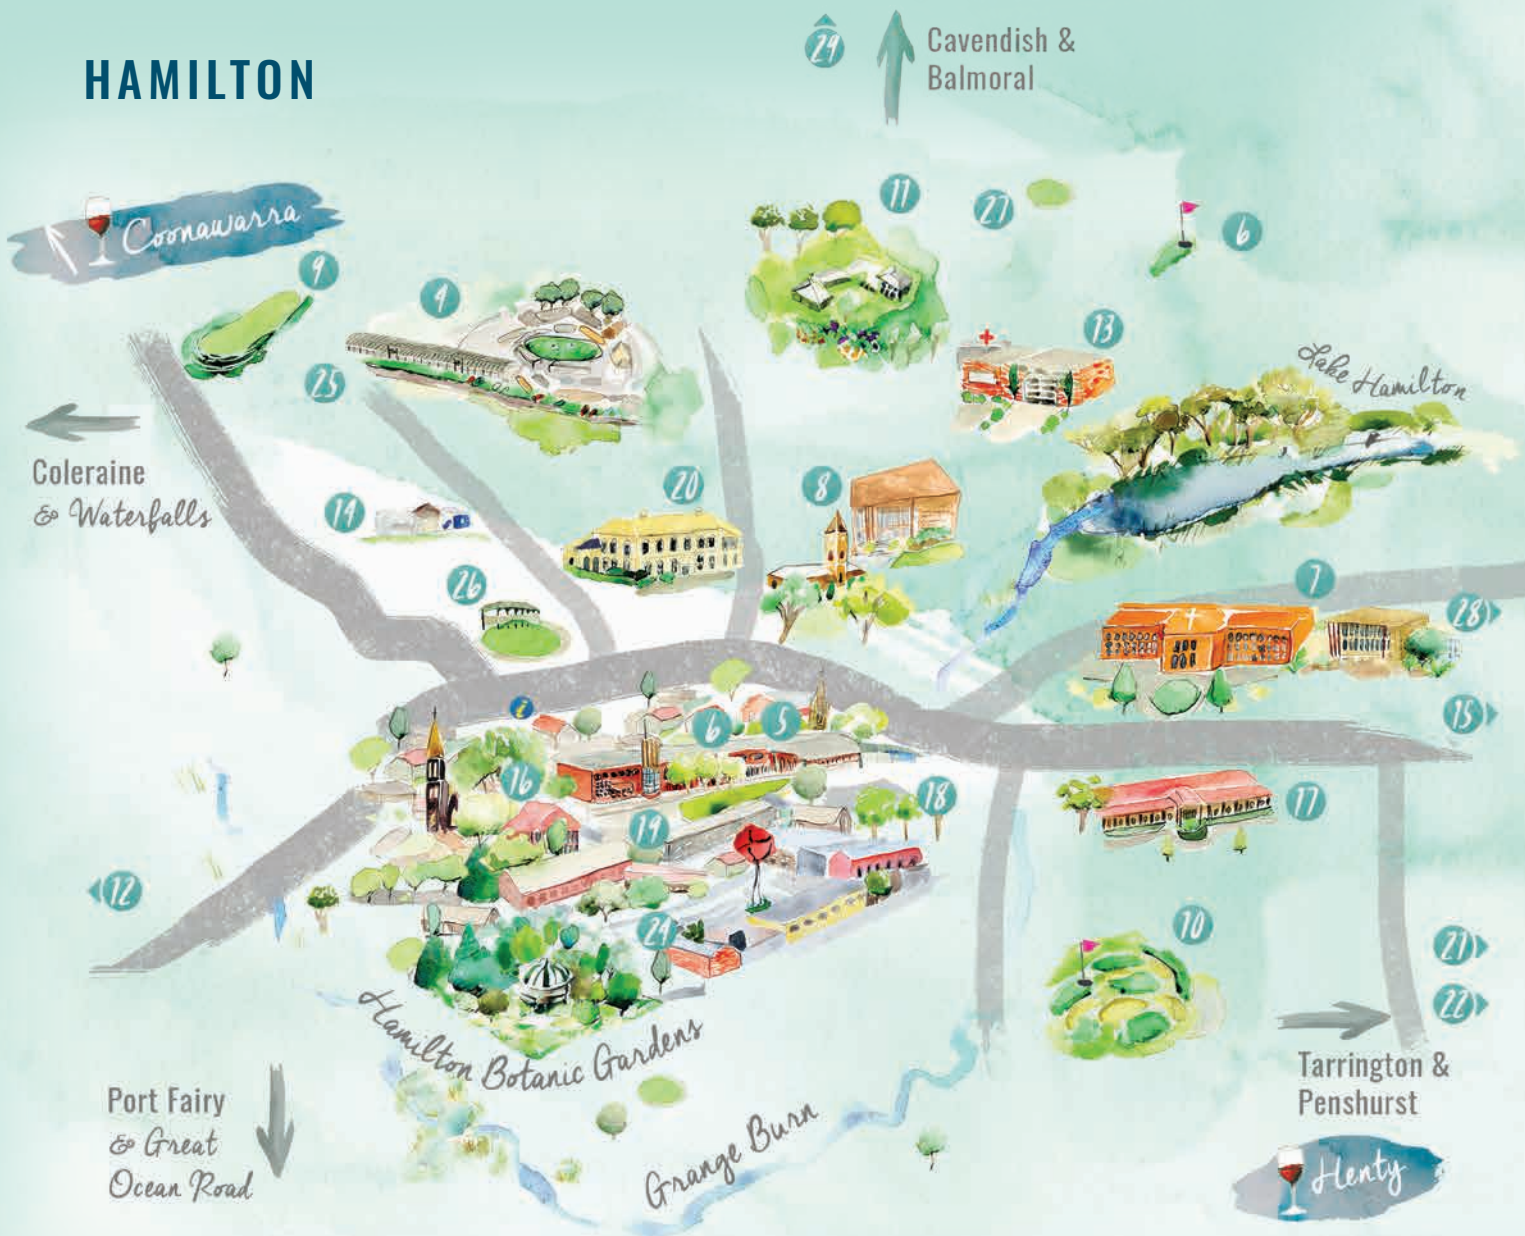 29
Cavendish &
Balmoral
HAMILTON
11
27
6
Coonawarra
9
4
13
25
Lake Hamilton
Coleraine
& Waterfalls
14
20
8
26
7
28
i
6
5
15
16
18
17
19
12
24
10
21
22
Hamilton Botanic Gardens
Port Fairy
& Great
Ocean Road
Grange Burn
Tarrington &
Penshurst
Henty